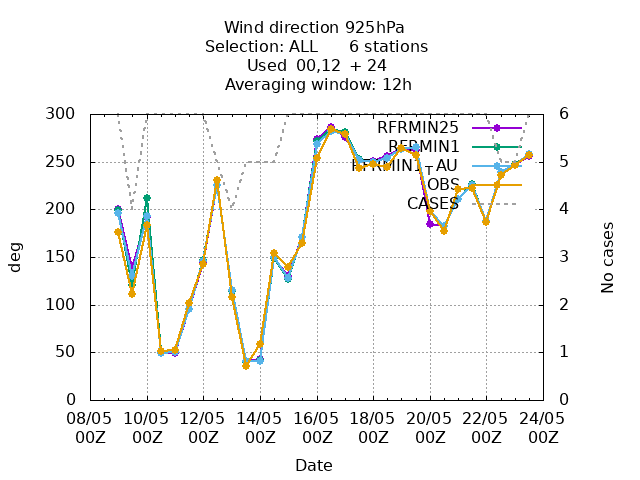 Wind direction 925hPa
Selection: ALL 6 stations
Used 00,12 + 24
Averaging window: 12h
300 6
RFRMIN25
RFRMIN1
250 5
RFRMIN1_AU
OBS
200 4
CASES
150 3
100 2
50 1
0 0
deg
No cases
08/05 10/05 12/05 14/05 16/05 18/05 20/05 22/05 24/05
00Z 00Z 00Z 00Z 00Z 00Z 00Z 00Z 00Z
Date